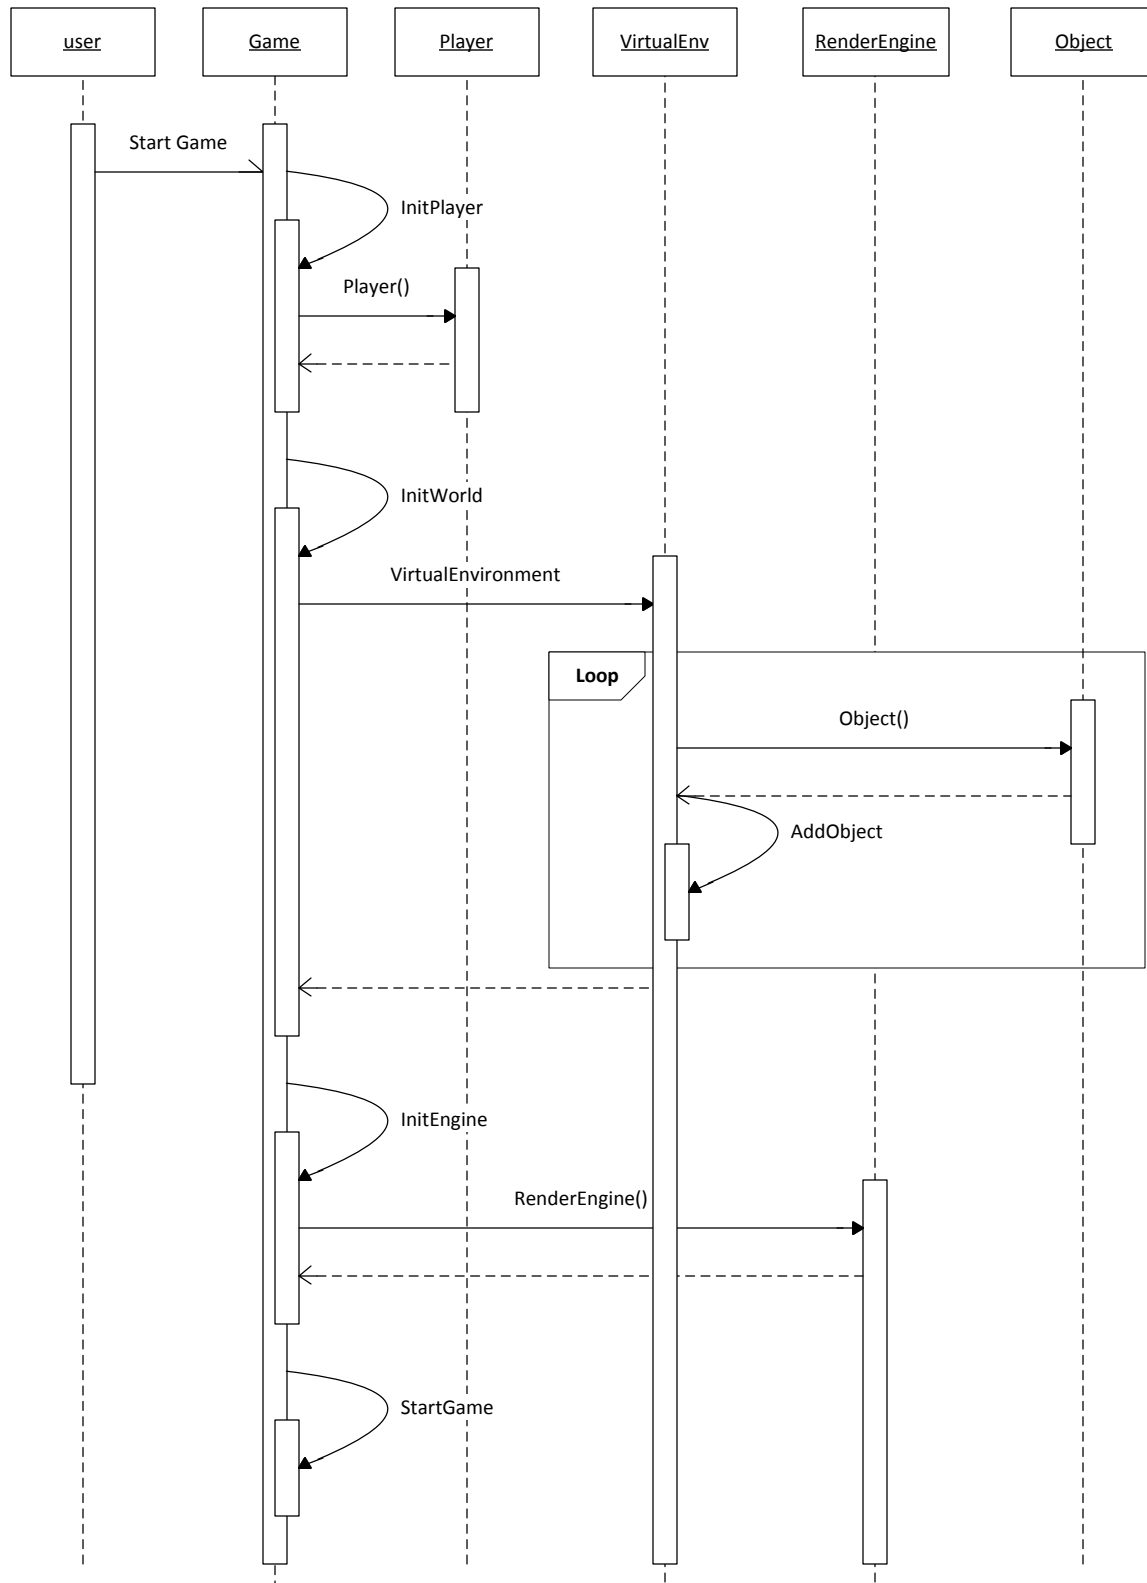 user
Game
Player
VirtualEnv
RenderEngine
Object
Start Game
InitPlayer
Player()
InitWorld
VirtualEnvironment
Loop
Object()
AddObject
InitEngine
RenderEngine()
StartGame